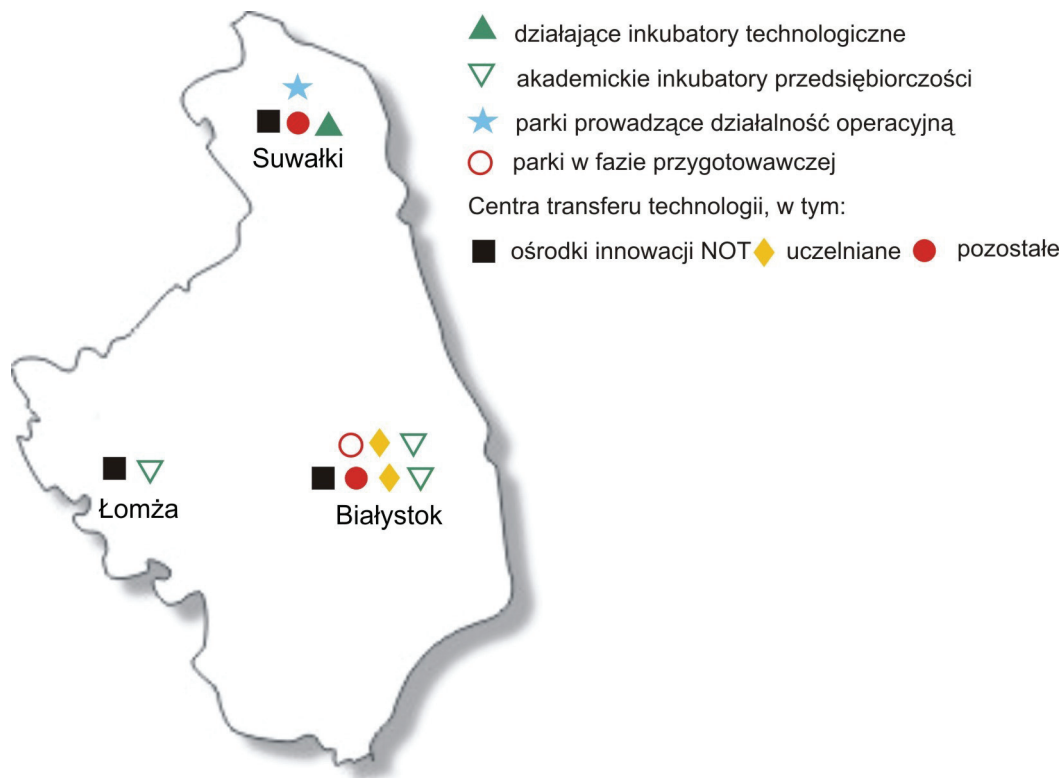 działające inkubatory technologiczne
akademickie inkubatory przedsiębiorczości
parki prowadzące działalność operacyjną
parki w fazie przygotowawczej
Centra transferu technologii, w tym:
ośrodki innowacji NOT uczelniane pozostałe
Suwałki
Łomża
Białystok